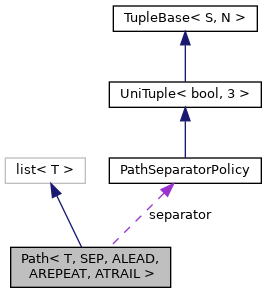 TupleBase< S, N >
UniTuple< bool, 3 >
list< T >
PathSeparatorPolicy
separator
Path< T, SEP, ALEAD,
AREPEAT, ATRAIL >